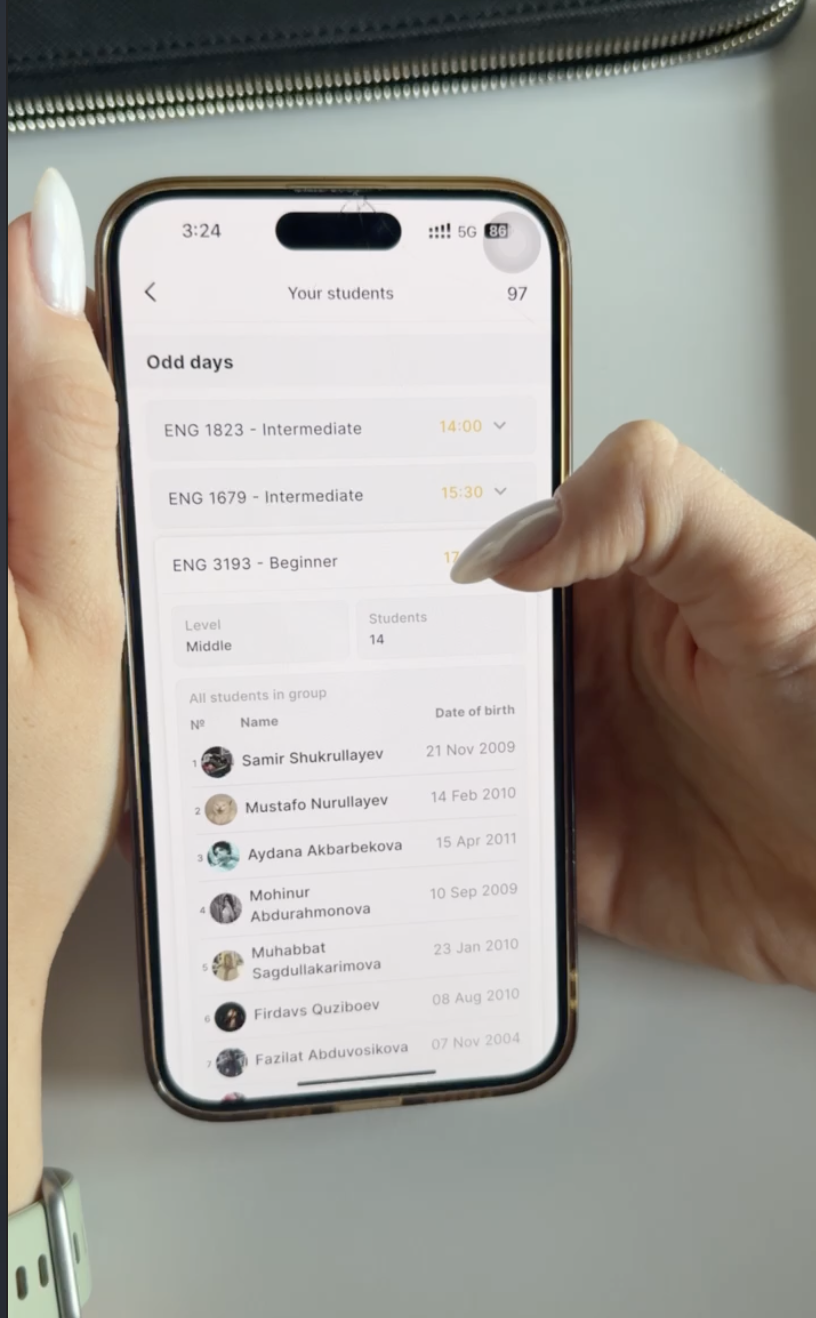 3:24
5G 86
Your students 97
Odd days
ENG 1823 - Intermediate 14:00
ENG 1679 - Intermediate 15:30
ENG 3193 - Beginner
Level
Middle
Students
14
All students in group
№ Name Date of birth
1 Samir Shukrullayev 21 Nov 2009
2 Mustafo Nurullayev 14 Feb 2010
3 Aydana Akbarbekova 15 Apr 2011
4 Mohinur
Abdurahmonova 10 Sep 2009
5 Muhabbat
Sagdullakarimova 23 Jan 2010
6 Firdavs Quziboev 08 Aug 2010
7 Fazilat Abduvosikova 07 Nov 2004